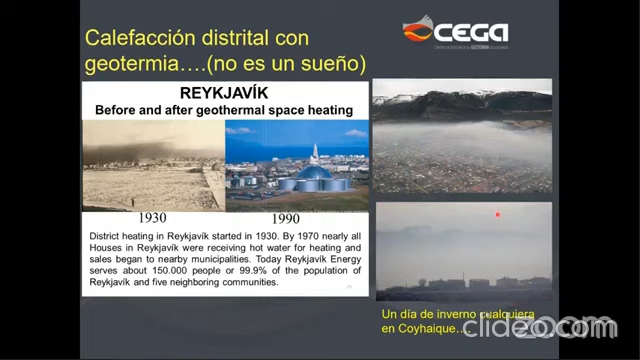 Calefacción distrital con
geotermia….(no es un sueño)
CEGA
REYKJAVÍK
Before and after geothermal space heating
1930
1990
District heating in Reykjavík started in 1930. By 1970 nearly all
Houses in Reykjavík were receiving hot water for heating and
sales began to nearby municipalities. Today Reykjavík Energy
serves about 150.000 people or 99.9% of the population of
Reykjavík and five neighboring communities.
Un día de invierno cualquiera
en Coyhaique….
zoom
clideo.com